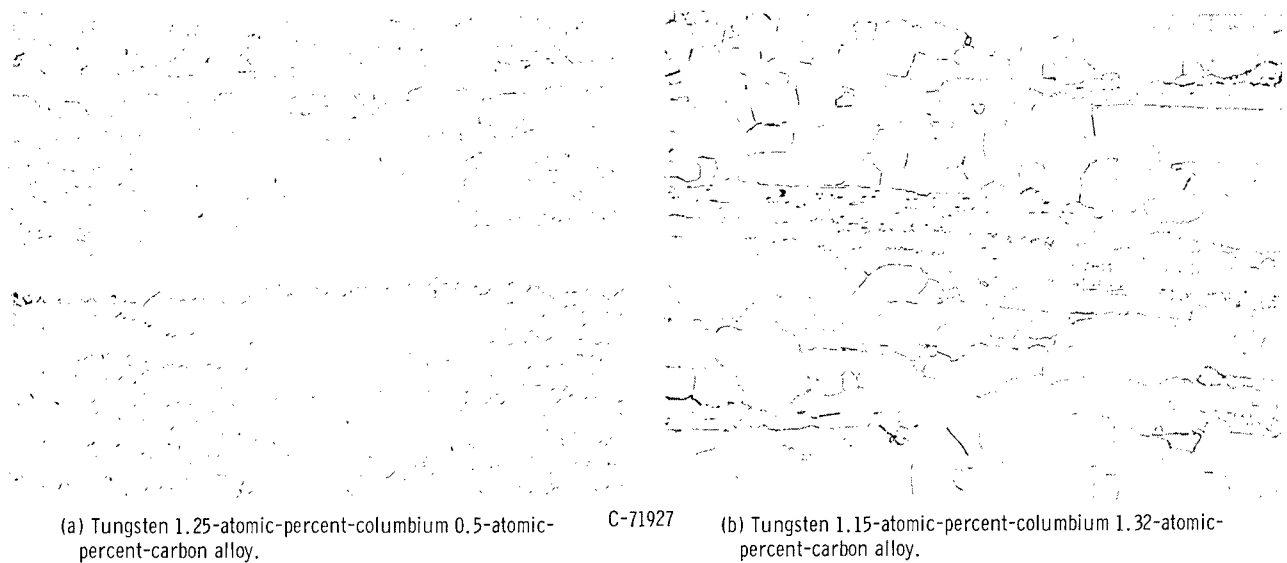 (a) Tungsten 1.25-atomic-percent-columbium 0.5-atomic-
percent-carbon alloy.
C-71927
(b) Tungsten 1.15-atomic-percent-columbium 1.32-atomic-
percent-carbon alloy.